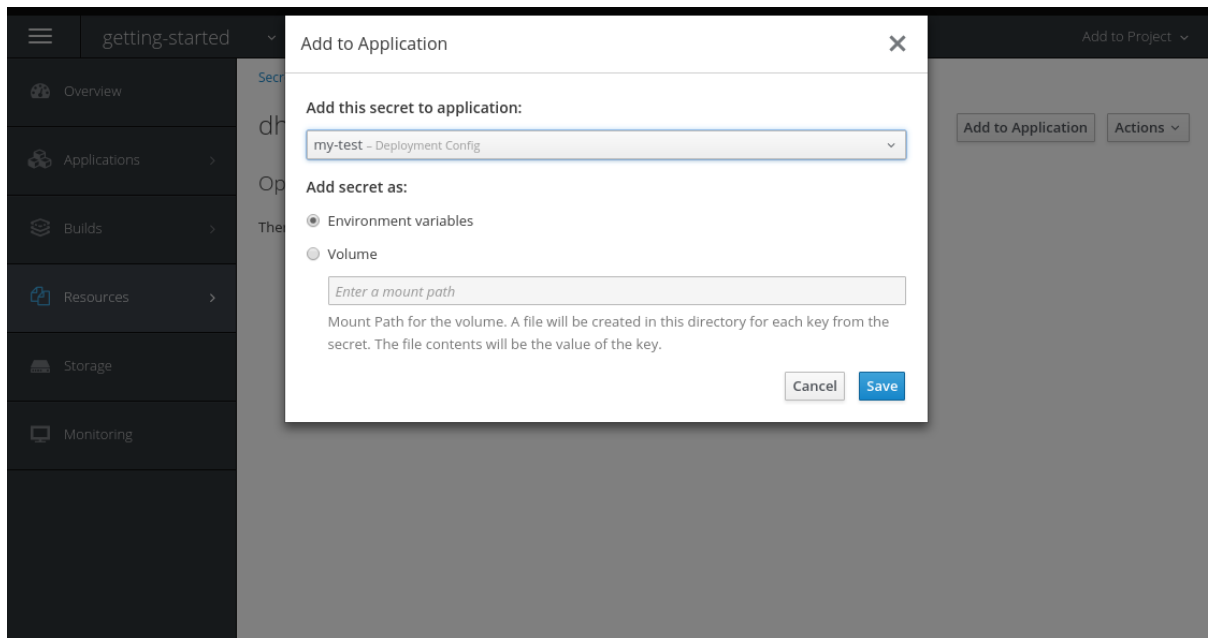 getting-started
Add to Project
Overview
Applications
Builds
Resources
Storage
Monitoring
Add to Application
Actions
Add to Application
Add this secret to application:
my-test – Deployment Config
Add secret as:
Environment variables
Volume
Enter a mount path
Mount Path for the volume. A file will be created in this directory for each key from the
secret. The file contents will be the value of the key.
Cancel
Save